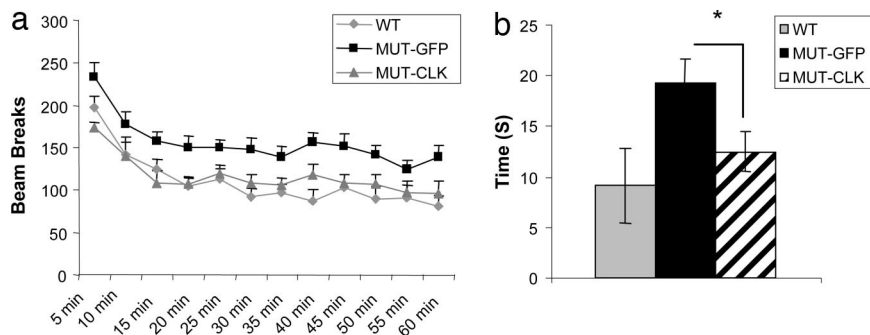 a
Beam Breaks
300
250
200
150
100
50
0
5 min
10 min
15 min
20 min
25 min
30 min
35 min
40 min
45 min
50 min
55 min
60 min
WT
MUT-GFP
MUT-CLK
b
Time (S)
25
20
15
10
5
0
*
WT
MUT-GFP
MUT-CLK